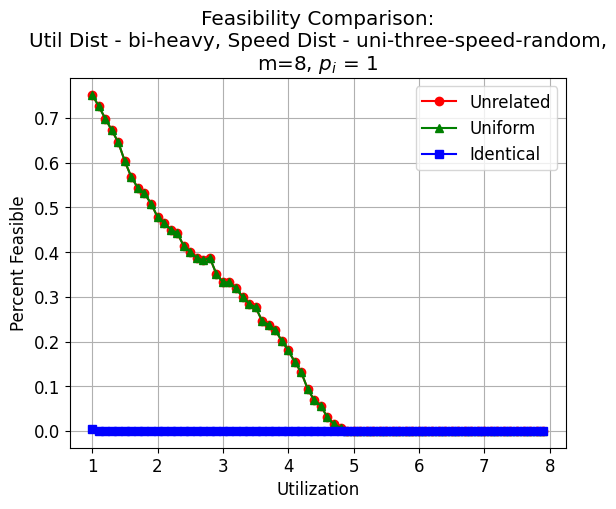 Feasibility Comparison:
Util Dist - bi-heavy, Speed Dist - uni-three-speed-random,
m=8, pᵢ = 1
Unrelated
Uniform
Identical
Percent Feasible
0.7
0.6
0.5
0.4
0.3
0.2
0.1
0.0
1 2 3 4 5 6 7 8
Utilization